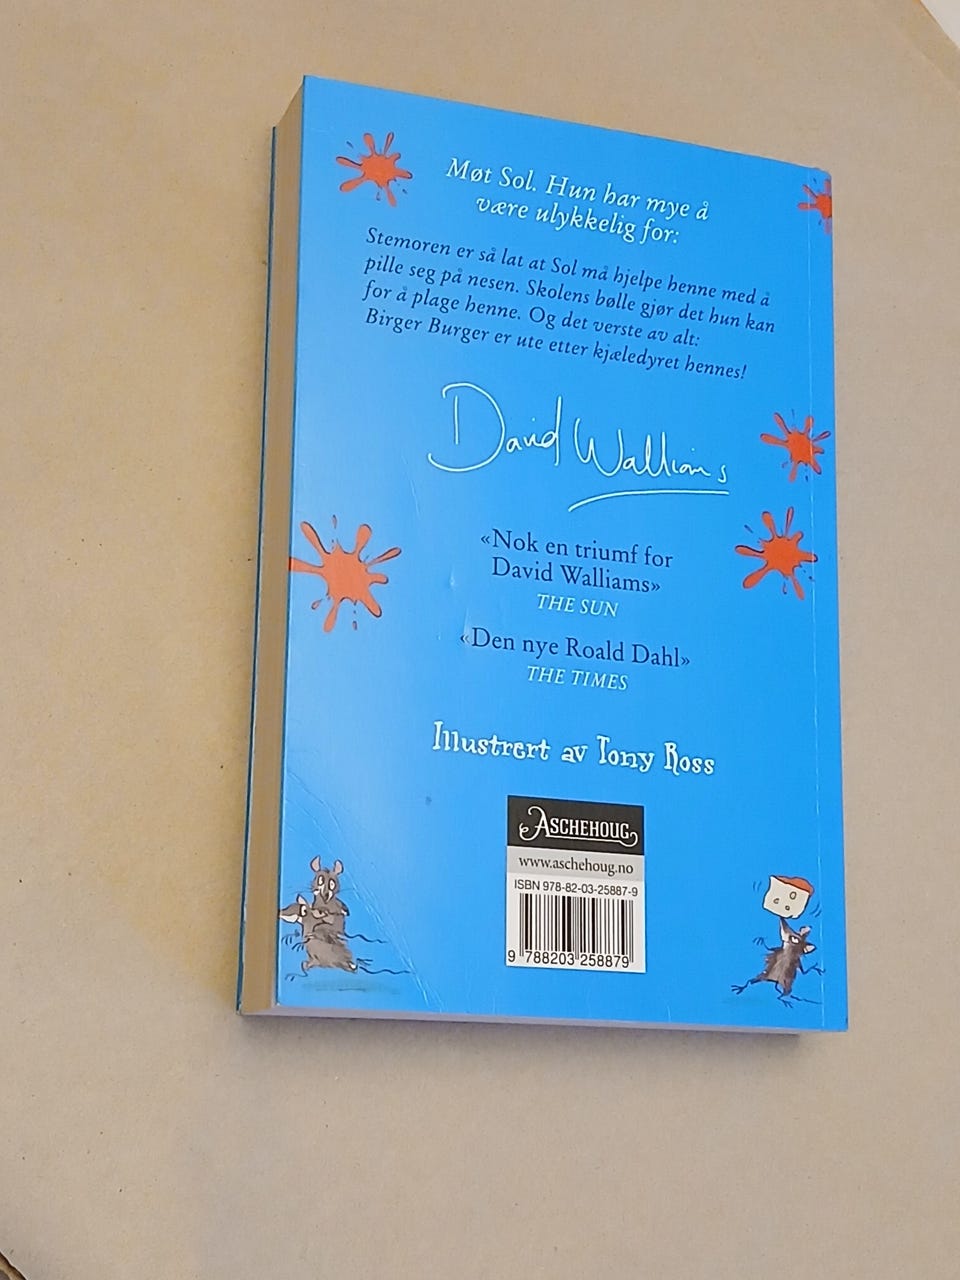 Møt Sol. Hun har mye å
være ulykkelig for:
Stemoren er så lat at Sol må hjelpe henne med å
pille seg på nesen. Skolens bølle gjør det hun kan
for å plage henne. Og det verste av alt:
Birger Burger er ute etter kjæledyret hennes!
David Walliams
«Nok en triumf for
David Walliams»
THE SUN
«Den nye Roald Dahl»
THE TIMES
Illustrert av Tony Ross
ASCHEHOUG
www.aschehoug.no
ISBN 978-82-03-25887-9
9 788203 258879